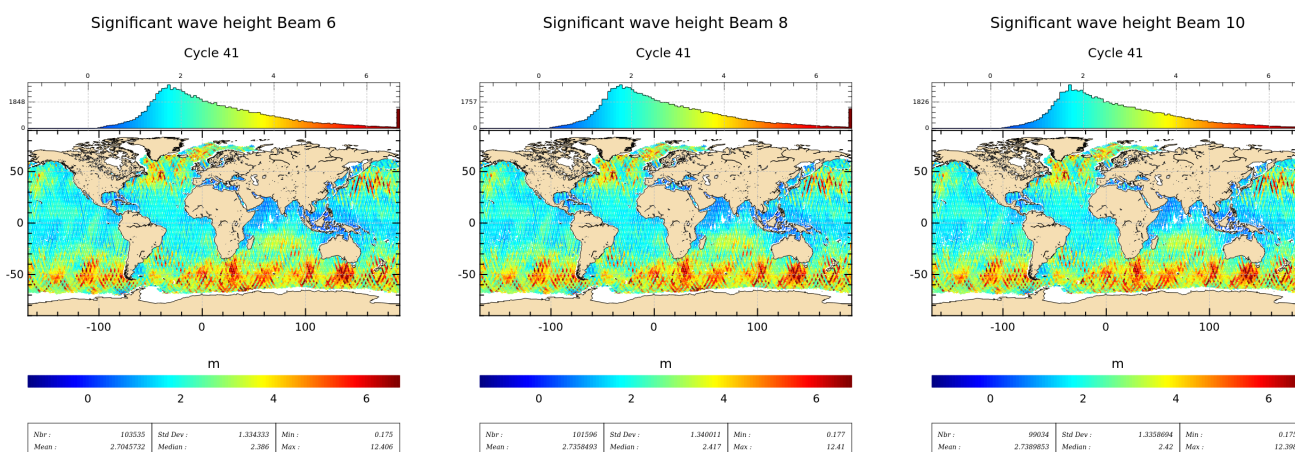 Significant wave height Beam 6
Cycle 41
0 2 4 6
1848
0
50
0
-50
-100 0 100
m
0 2 4 6
Nbr : 103535 Std Dev : 1.334333 Min : 0.175
Mean : 2.7045732 Median : 2.386 Max : 12.406
Significant wave height Beam 8
Cycle 41
0 2 4 6
1757
0
50
0
-50
-100 0 100
m
0 2 4 6
Nbr : 101596 Std Dev : 1.340011 Min : 0.177
Mean : 2.7358493 Median : 2.417 Max : 12.41
Significant wave height Beam 10
Cycle 41
0 2 4 6
1826
0
50
0
-50
-100 0 100
m
0 2 4 6
Nbr : 99034 Std Dev : 1.3358694 Min : 0.175
Mean : 2.7389853 Median : 2.42 Max : 12.398